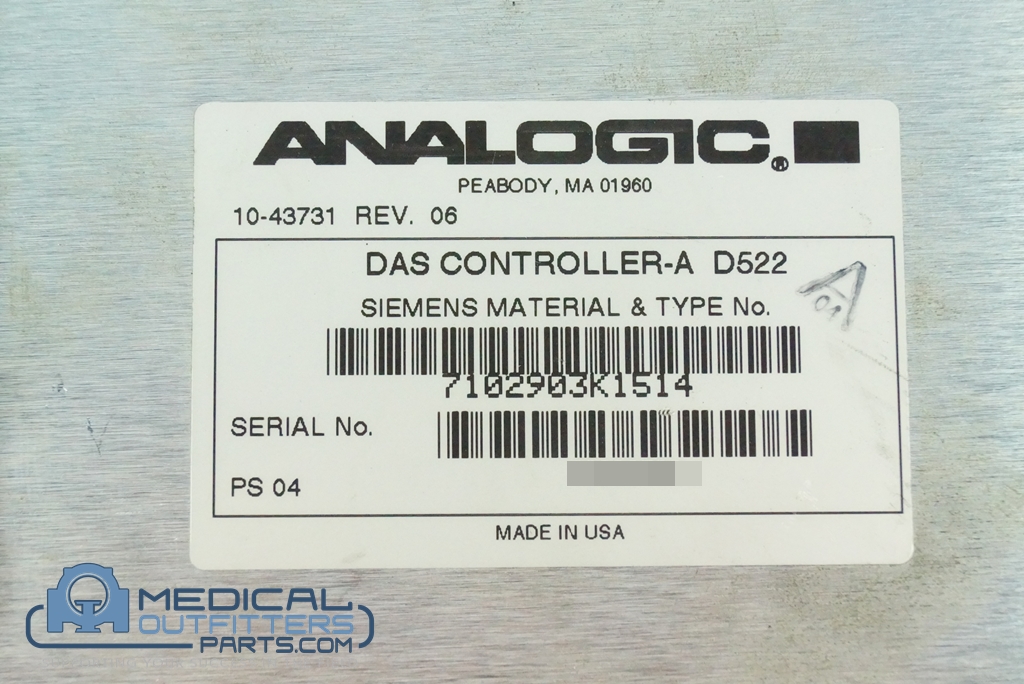 ANALOGIC®
PEABODY, MA 01960
10-43731 REV. 06
DAS CONTROLLER-A D522
A
01
SIEMENS MATERIAL & TYPE No.
7102903K1514
SERIAL No.
PS 04
MADE IN USA
MEDICAL
OUTFITTERS
PARTS.COM